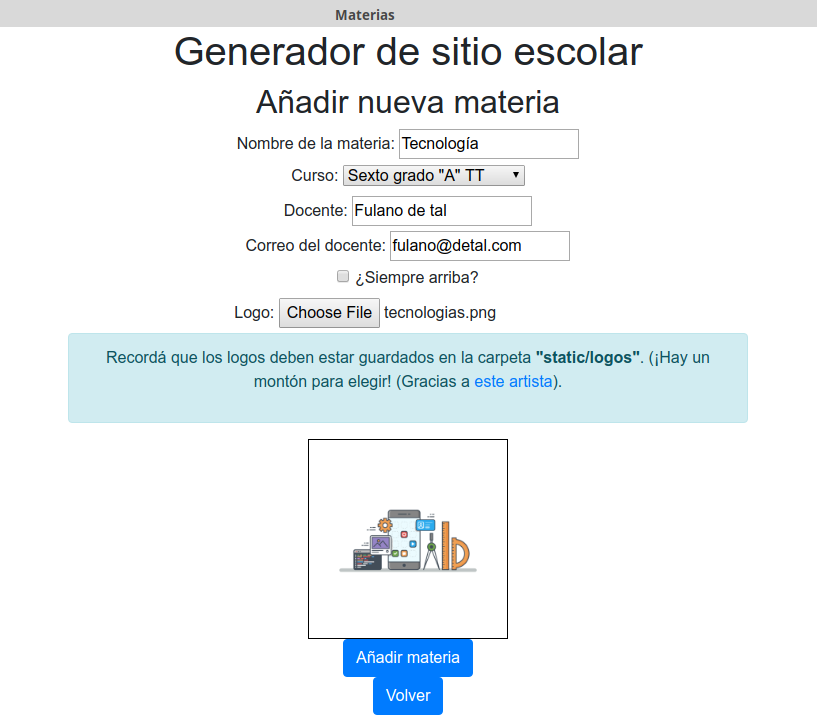 Materias
Generador de sitio escolar
Añadir nueva materia
Nombre de la materia: Tecnología
Curso: Sexto grado "A" TT
Docente: Fulano de tal
Correo del docente: fulano@detal.com
¿Siempre arriba?
Logo: Choose File tecnologias.png
Recordá que los logos deben estar guardados en la carpeta "static/logos". (¡Hay un
montón para elegir! (Gracias a este artista).
Añadir materia
Volver